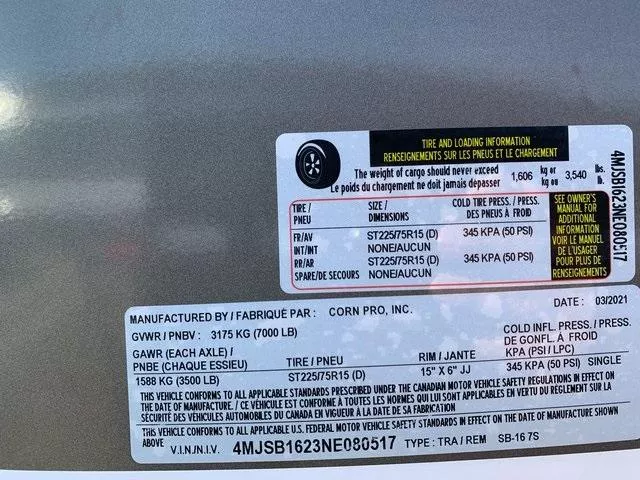 TIRE AND LOADING INFORMATION
RENSEIGNEMENTS SUR LES PNEUS ET LE CHARGEMENT
The weight of cargo should never exceed 1,606 kg or 3,540 lbs.
Le poids du chargement ne doit jamais depasser kg ou lb.
TIRE / PNEU SIZE / DIMENSIONS COLD TIRE PRESS. / DES PNEUS À FROID
FR/AV ST225/75R15 (D) 345 KPA (50 PSI)
INT/INT NONE/AUCUN
RR/AR ST225/75R15 (D) 345 KPA (50 PSI)
SPARE/DE SECOURS NONE/AUCUN
SEE OWNER'S
MANUAL FOR
ADDITIONAL
INFORMATION
VOIR LE MANUEL
DE L'USAGER
POUR PLUS DE
RENSEIGNEMENTS
4MJSB1623NE080517
MANUFACTURED BY / FABRIQUÉ PAR : CORN PRO, INC. DATE : 03/2021
GVWR / PNBV : 3175 KG (7000 LB)
GAWR (EACH AXLE) /
PNBE (CHAQUE ESSIEU) TIRE / PNEU RIM / JANTE COLD INFL. PRESS. / PRESS. DE GONFL. À FROID KPA (PSI / LPC)
1588 KG (3500 LB) ST225/75R15 (D) 15" X 6" JJ 345 KPA (50 PSI) SINGLE
THIS VEHICLE CONFORMS TO ALL APPLICABLE STANDARDS PRESCRIBED UNDER THE CANADIAN MOTOR VEHICLE SAFETY REGULATIONS IN EFFECT ON
THE DATE OF MANUFACTURE. / CE VÉHICULE EST CONFORME À TOUTES LES NORMES QUI LUI SONT APPLICABLES EN VERTU DU RÈGLEMENT SUR LA
SÉCURITÉ DES VÉHICULES AUTOMOBILES DU CANADA EN VIGUEUR À LA DATE DE SA FABRICATION
THIS VEHICLE CONFORMS TO ALL APPLICABLE U.S. FEDERAL MOTOR VEHICLE SAFETY STANDARDS IN EFFECT ON THE DATE OF MANUFACTURE SHOWN
ABOVE
V.I.N./N.I.V. 4MJSB1623NE080517 TYPE : TRA / REM SB-16 7S